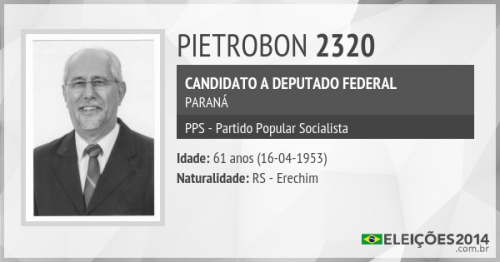 PIETROBON 2320
CANDIDATO A DEPUTADO FEDERAL
PARANÁ
PPS - Partido Popular Socialista
Idade: 61 anos (16-04-1953)
Naturalidade: RS - Erechim
ELEIÇÕES2014
.com.br